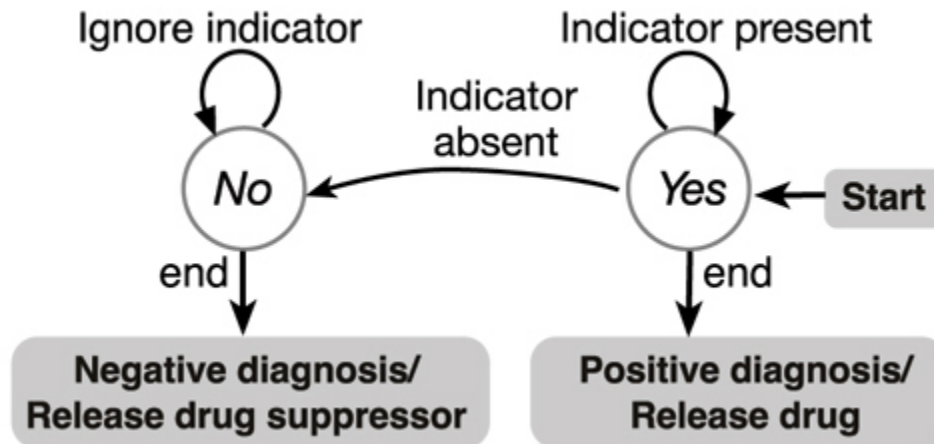 Ignore indicator
Indicator present
Indicator
absent
No
Yes
Start
end
end
Negative diagnosis/
Release drug suppressor
Positive diagnosis/
Release drug